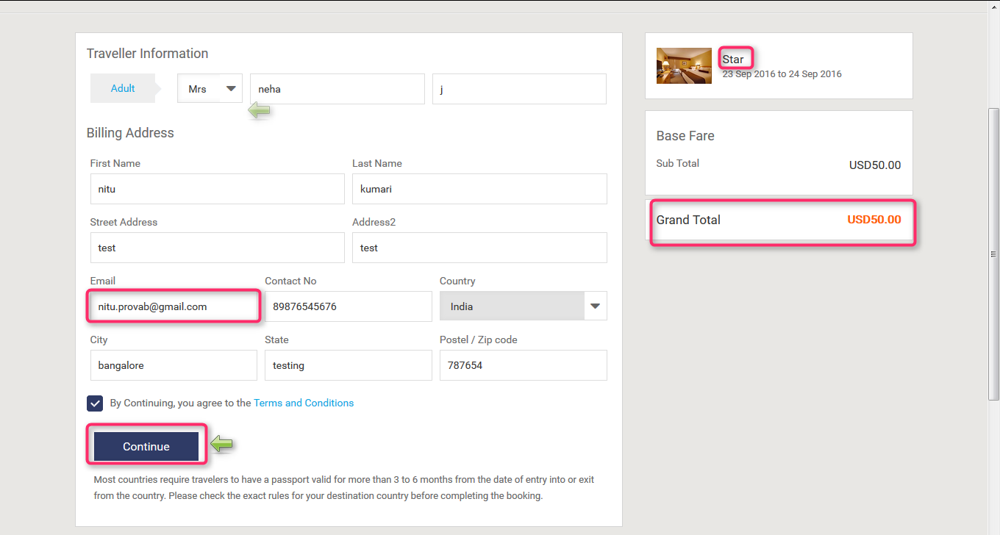 Traveller Information
Adult
Mrs
neha
j
Billing Address
First Name
Last Name
nitu
kumari
Street Address
Address2
test
test
Email
Contact No
Country
nitu.provab@gmail.com
89876545676
India
City
State
Postel / Zip code
bangalore
testing
787654
By Continuing, you agree to the Terms and Conditions
Continue
Most countries require travelers to have a passport valid for more than 3 to 6 months from the date of entry into or exit
from the country. Please check the exact rules for your destination country before completing the booking.
Star
23 Sep 2016 to 24 Sep 2016
Base Fare
Sub Total
USD50.00
Grand Total
USD50.00